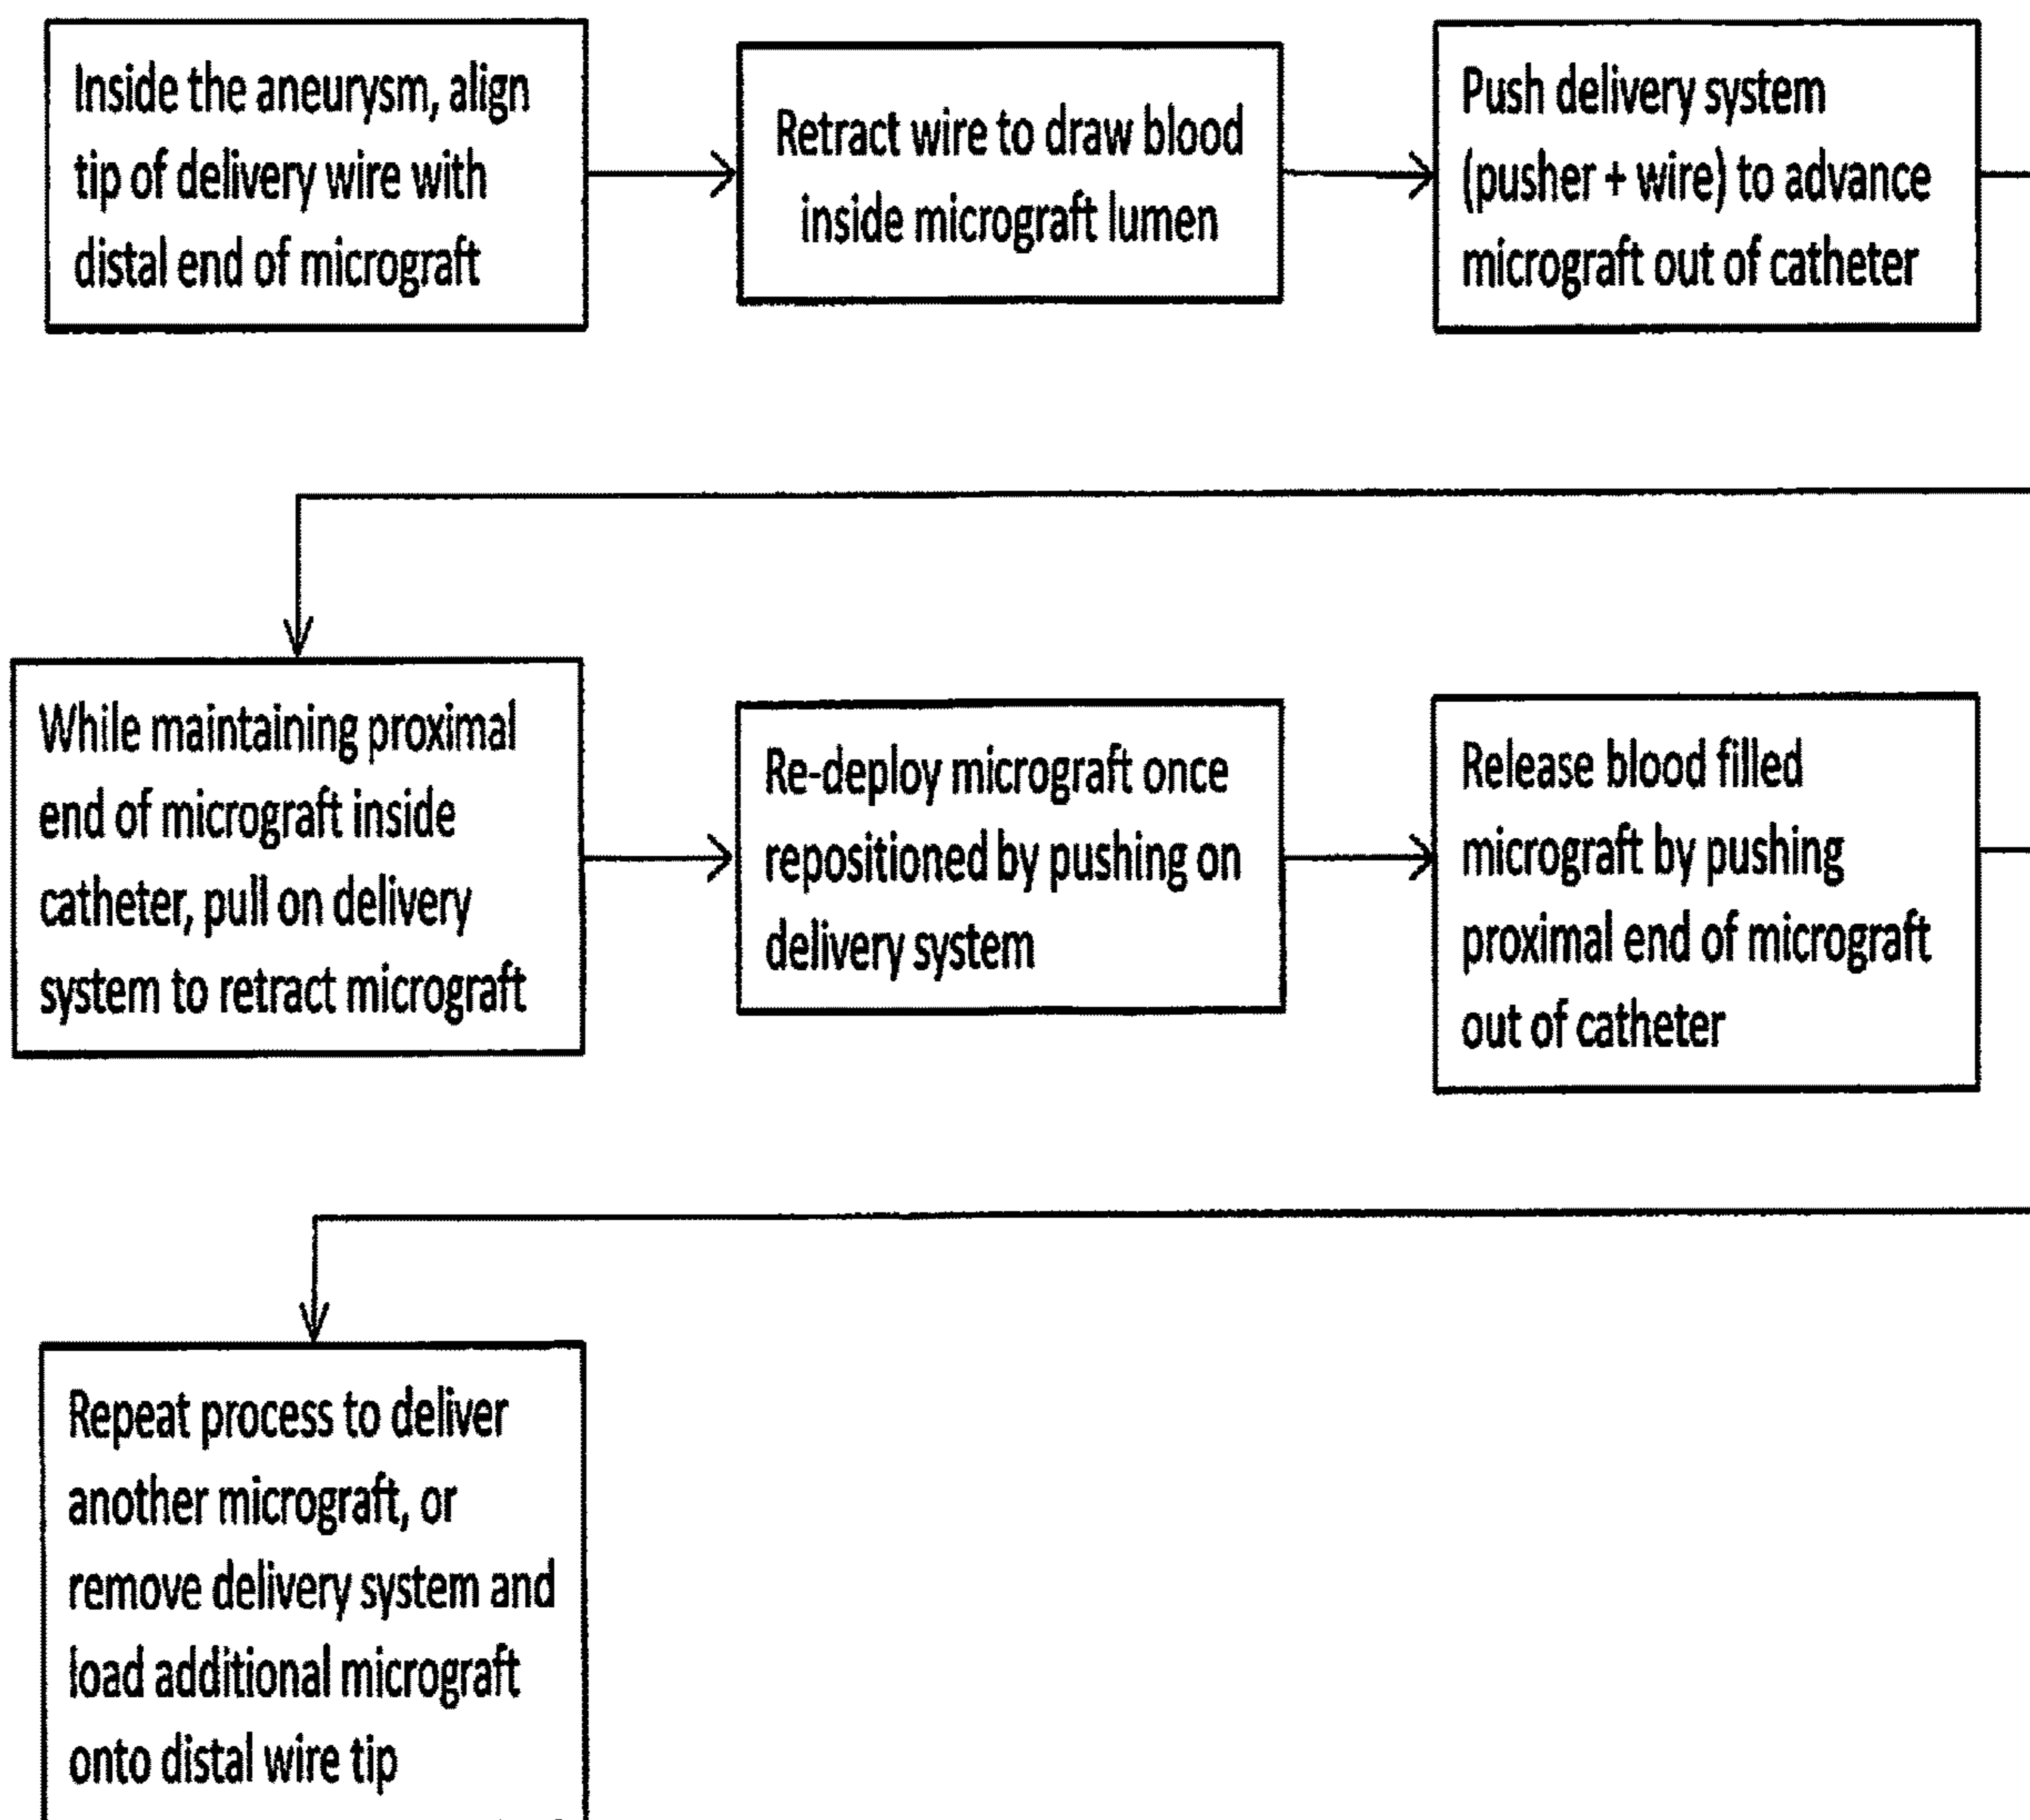 Inside the aneurysm, align
tip of delivery wire with
distal end of micrograft
Retract wire to draw blood
inside micrograft lumen
Push delivery system
(pusher + wire) to advance
micrograft out of catheter
While maintaining proximal
end of micrograft inside
catheter, pull on delivery
system to retract micrograft
Re-deploy micrograft once
repositioned by pushing on
delivery system
Release blood filled
micrograft by pushing
proximal end of micrograft
out of catheter
Repeat process to deliver
another micrograft, or
remove delivery system and
load additional micrograft
onto distal wire tip